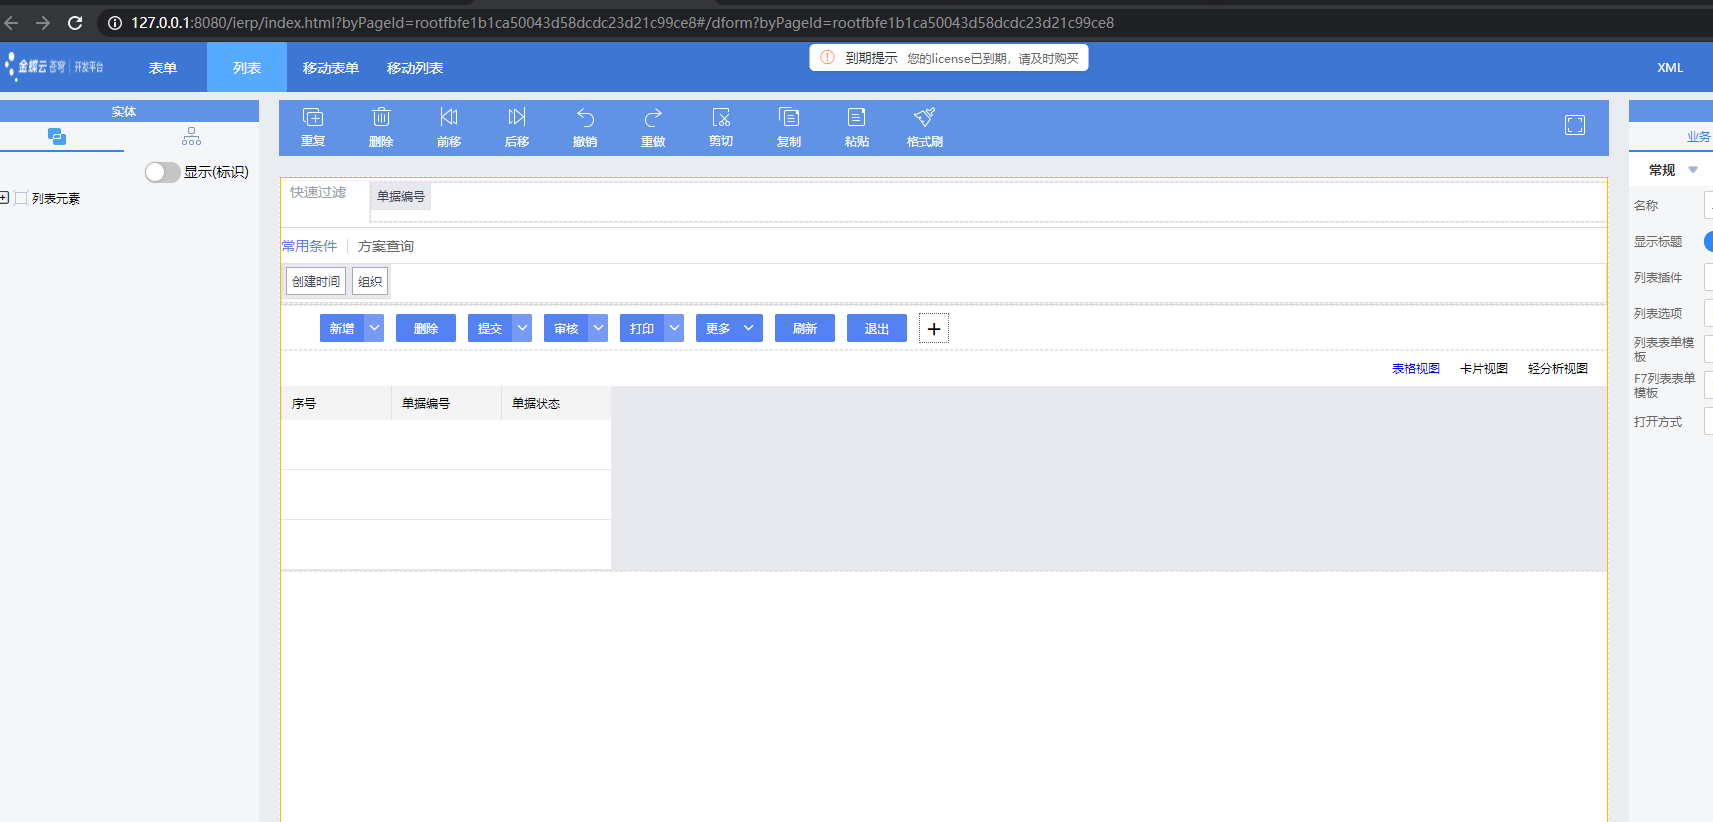 127.0.0.1:8080/ierp/index.html?byPageId=rootfbfe1b1ca50043d58dcdc23d21c99ce8#/dform?byPageId=rootfbfe1b1ca50043d58dcdc23d21c99ce8
金蝶云 苍穹 | 开发平台
表单
列表
移动表单
移动列表
到期提示 您的license已到期，请及时购买
XML
实体
显示(标识)
列表元素
重复
删除
前移
后移
撤销
重做
剪切
复制
粘贴
格式刷
快速过滤
单据编号
常用条件 | 方案查询
创建时间 组织
新增 删除 提交 审核 打印 更多 刷新 退出
表格视图 卡片视图 轻分析视图
序号 单据编号 单据状态
业务
常规
名称
显示标题
列表插件
列表选项
列表表单模
板
F7列表表单
模板
打开方式